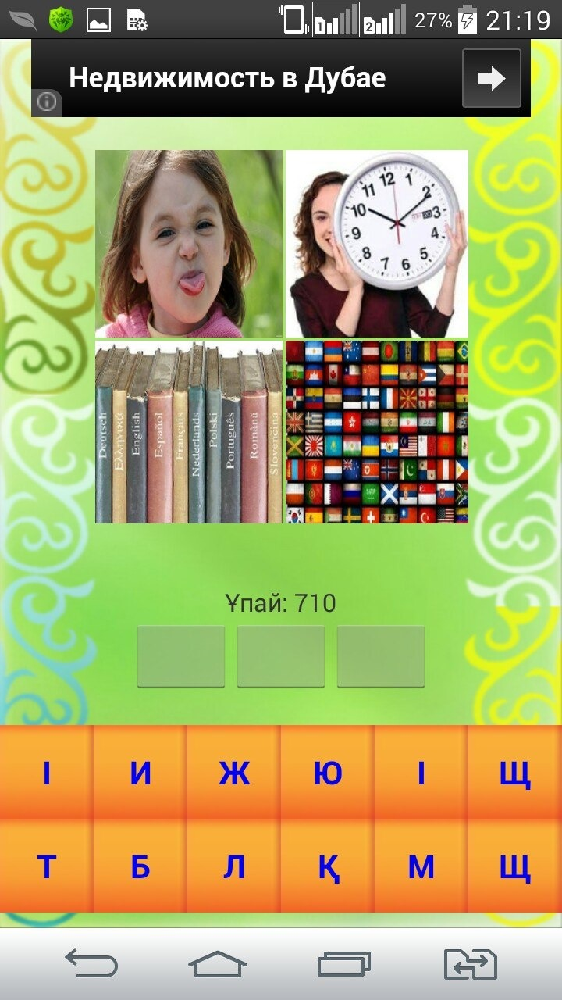 1 2 27% 21:19
Недвижимость в Дубае
12 1 2 3 4 5 6 7 8 9 10 11
Deutsch
Ελληνικά
English
Español
Français
Nederlands
Polski
Português
Română
Slovenčina
Ұпай: 710
І И Ж Ю І Щ
Т Б Л Қ М Щ